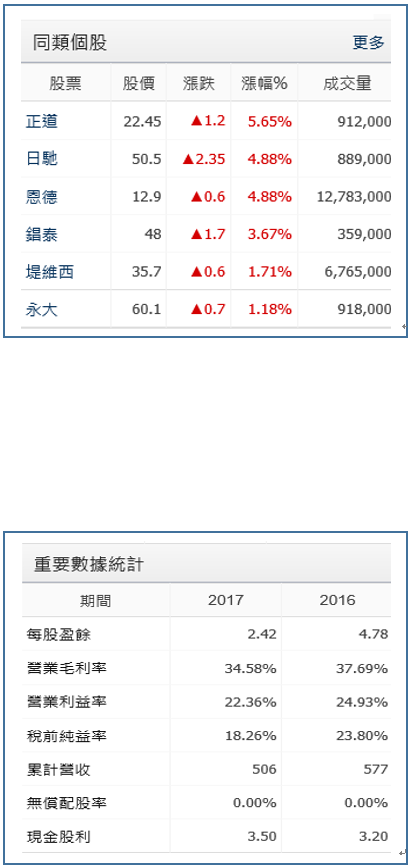 同類個股 更多
股票 股價 漲跌 漲幅% 成交量
正道 22.45 ▲1.2 5.65% 912,000
日馳 50.5 ▲2.35 4.88% 889,000
恩德 12.9 ▲0.6 4.88% 12,783,000
錩泰 48 ▲1.7 3.67% 359,000
堤維西 35.7 ▲0.6 1.71% 6,765,000
永大 60.1 ▲0.7 1.18% 918,000
重要數據統計
期間 2017 2016
每股盈餘 2.42 4.78
營業毛利率 34.58% 37.69%
營業利益率 22.36% 24.93%
稅前純益率 18.26% 23.80%
累計營收 506 577
無償配股率 0.00% 0.00%
現金股利 3.50 3.20